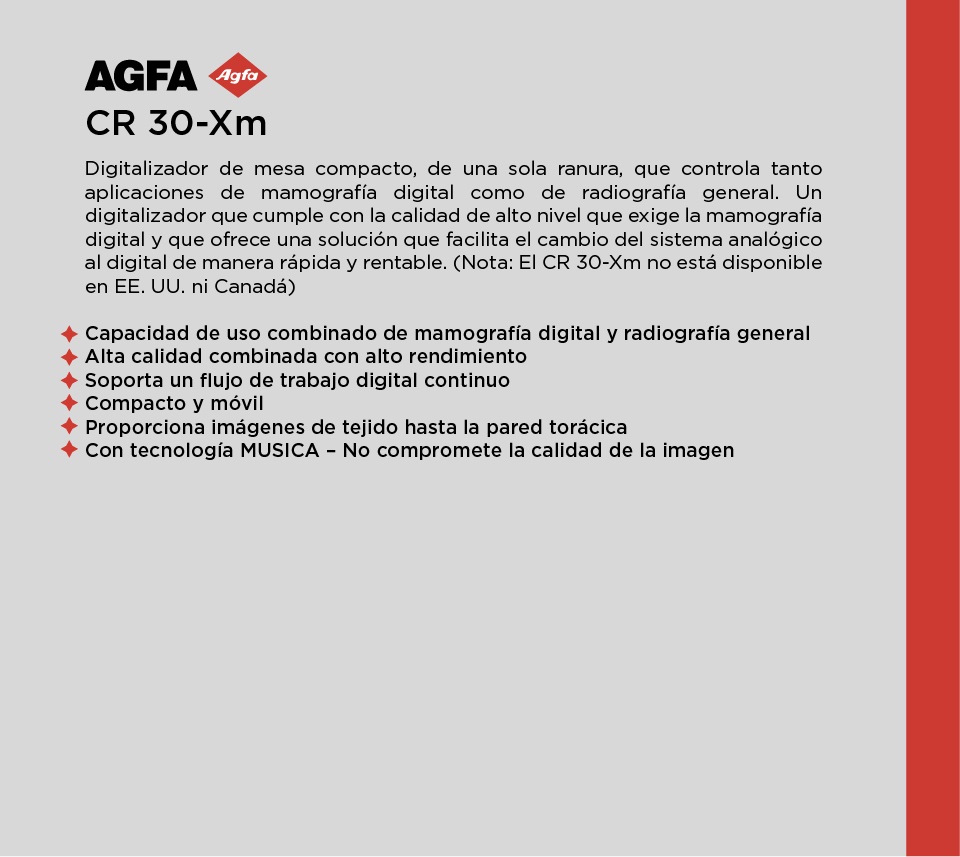 AGFA Agfa
CR 30-Xm
Digitalizador de mesa compacto, de una sola ranura, que controla tanto
aplicaciones de mamografía digital como de radiografía general. Un
digitalizador que cumple con la calidad de alto nivel que exige la mamografía
digital y que ofrece una solución que facilita el cambio del sistema analógico
al digital de manera rápida y rentable. (Nota: El CR 30-Xm no está disponible
en EE. UU. ni Canadá)
Capacidad de uso combinado de mamografía digital y radiografía general
Alta calidad combinada con alto rendimiento
Soporta un flujo de trabajo digital continuo
Compacto y móvil
Proporciona imágenes de tejido hasta la pared torácica
Con tecnología MUSICA – No compromete la calidad de la imagen